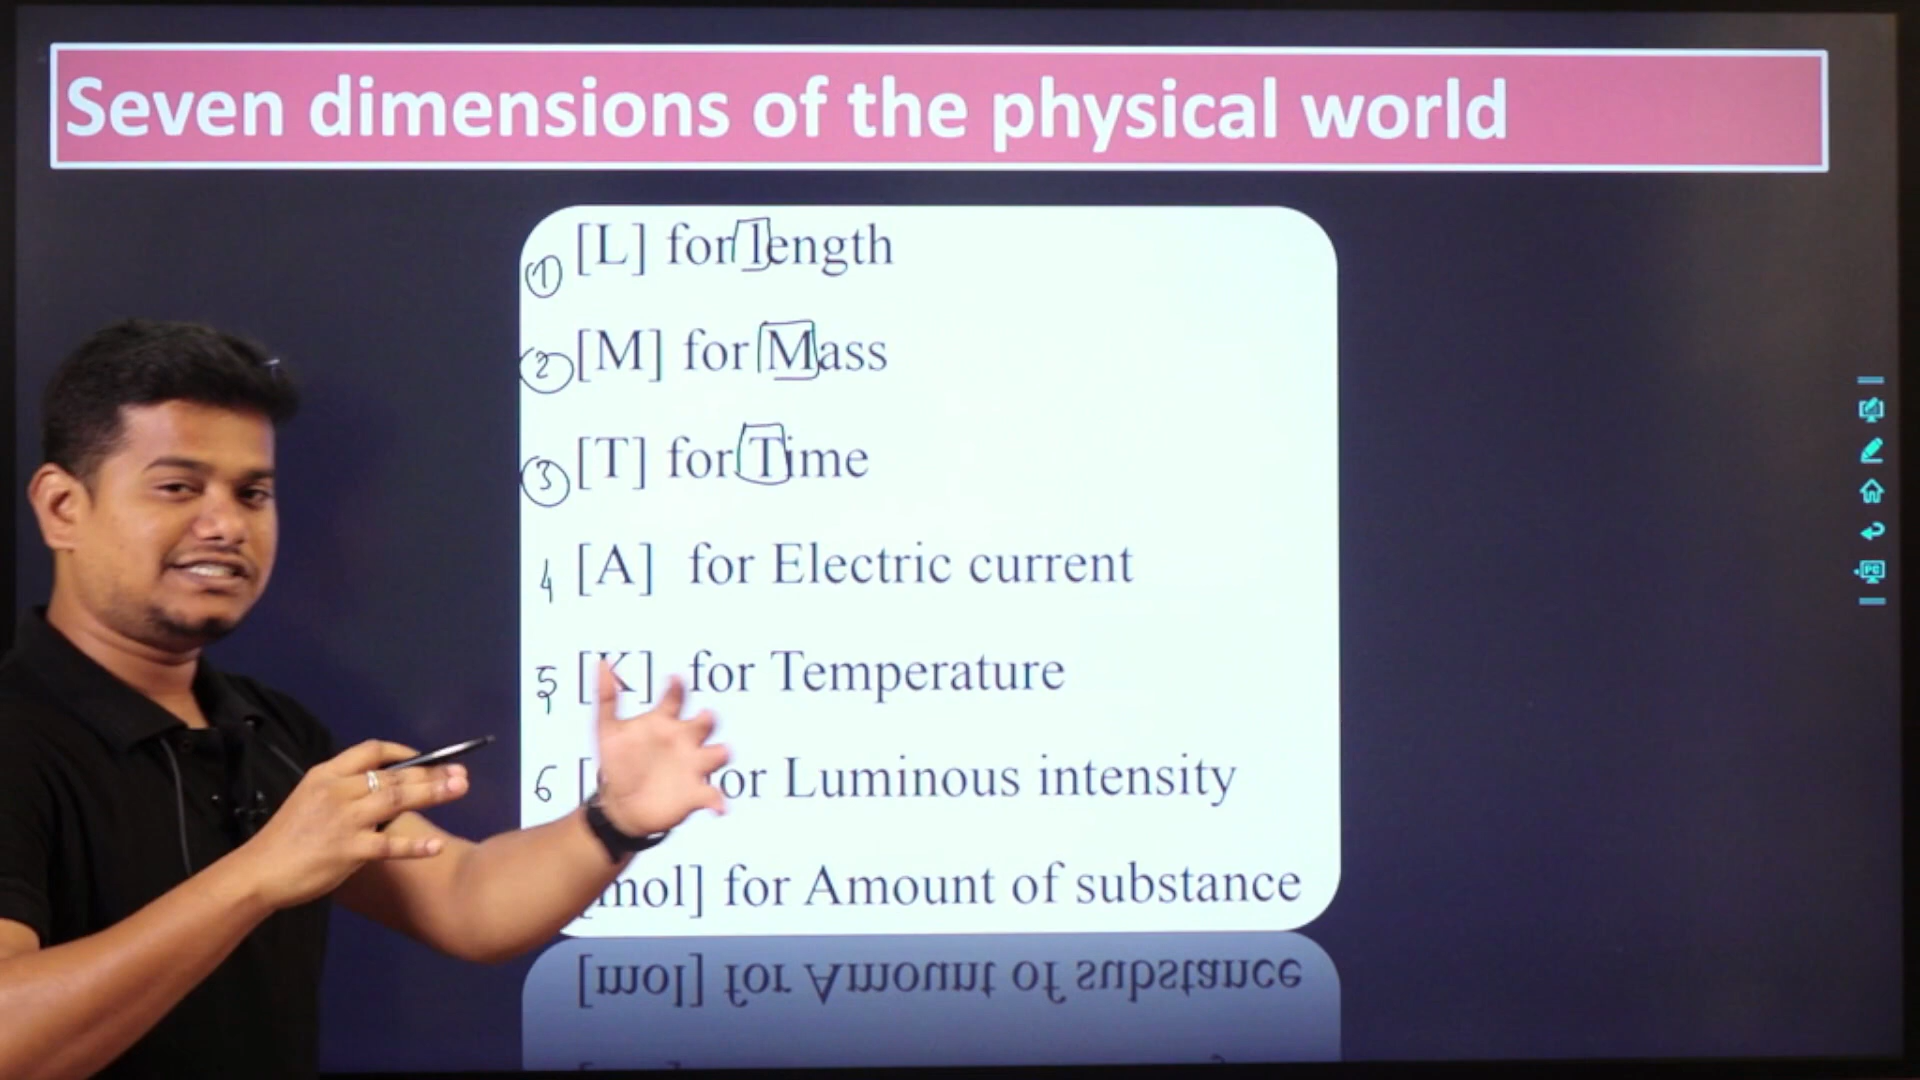 Seven dimensions of the physical world
① [L] for length
② [M] for Mass
③ [T] for Time
4 [A] for Electric current
5 [K] for Temperature
6 [ or Luminous intensity
mol] for Amount of substance
[mol] for Amount of substance
PC